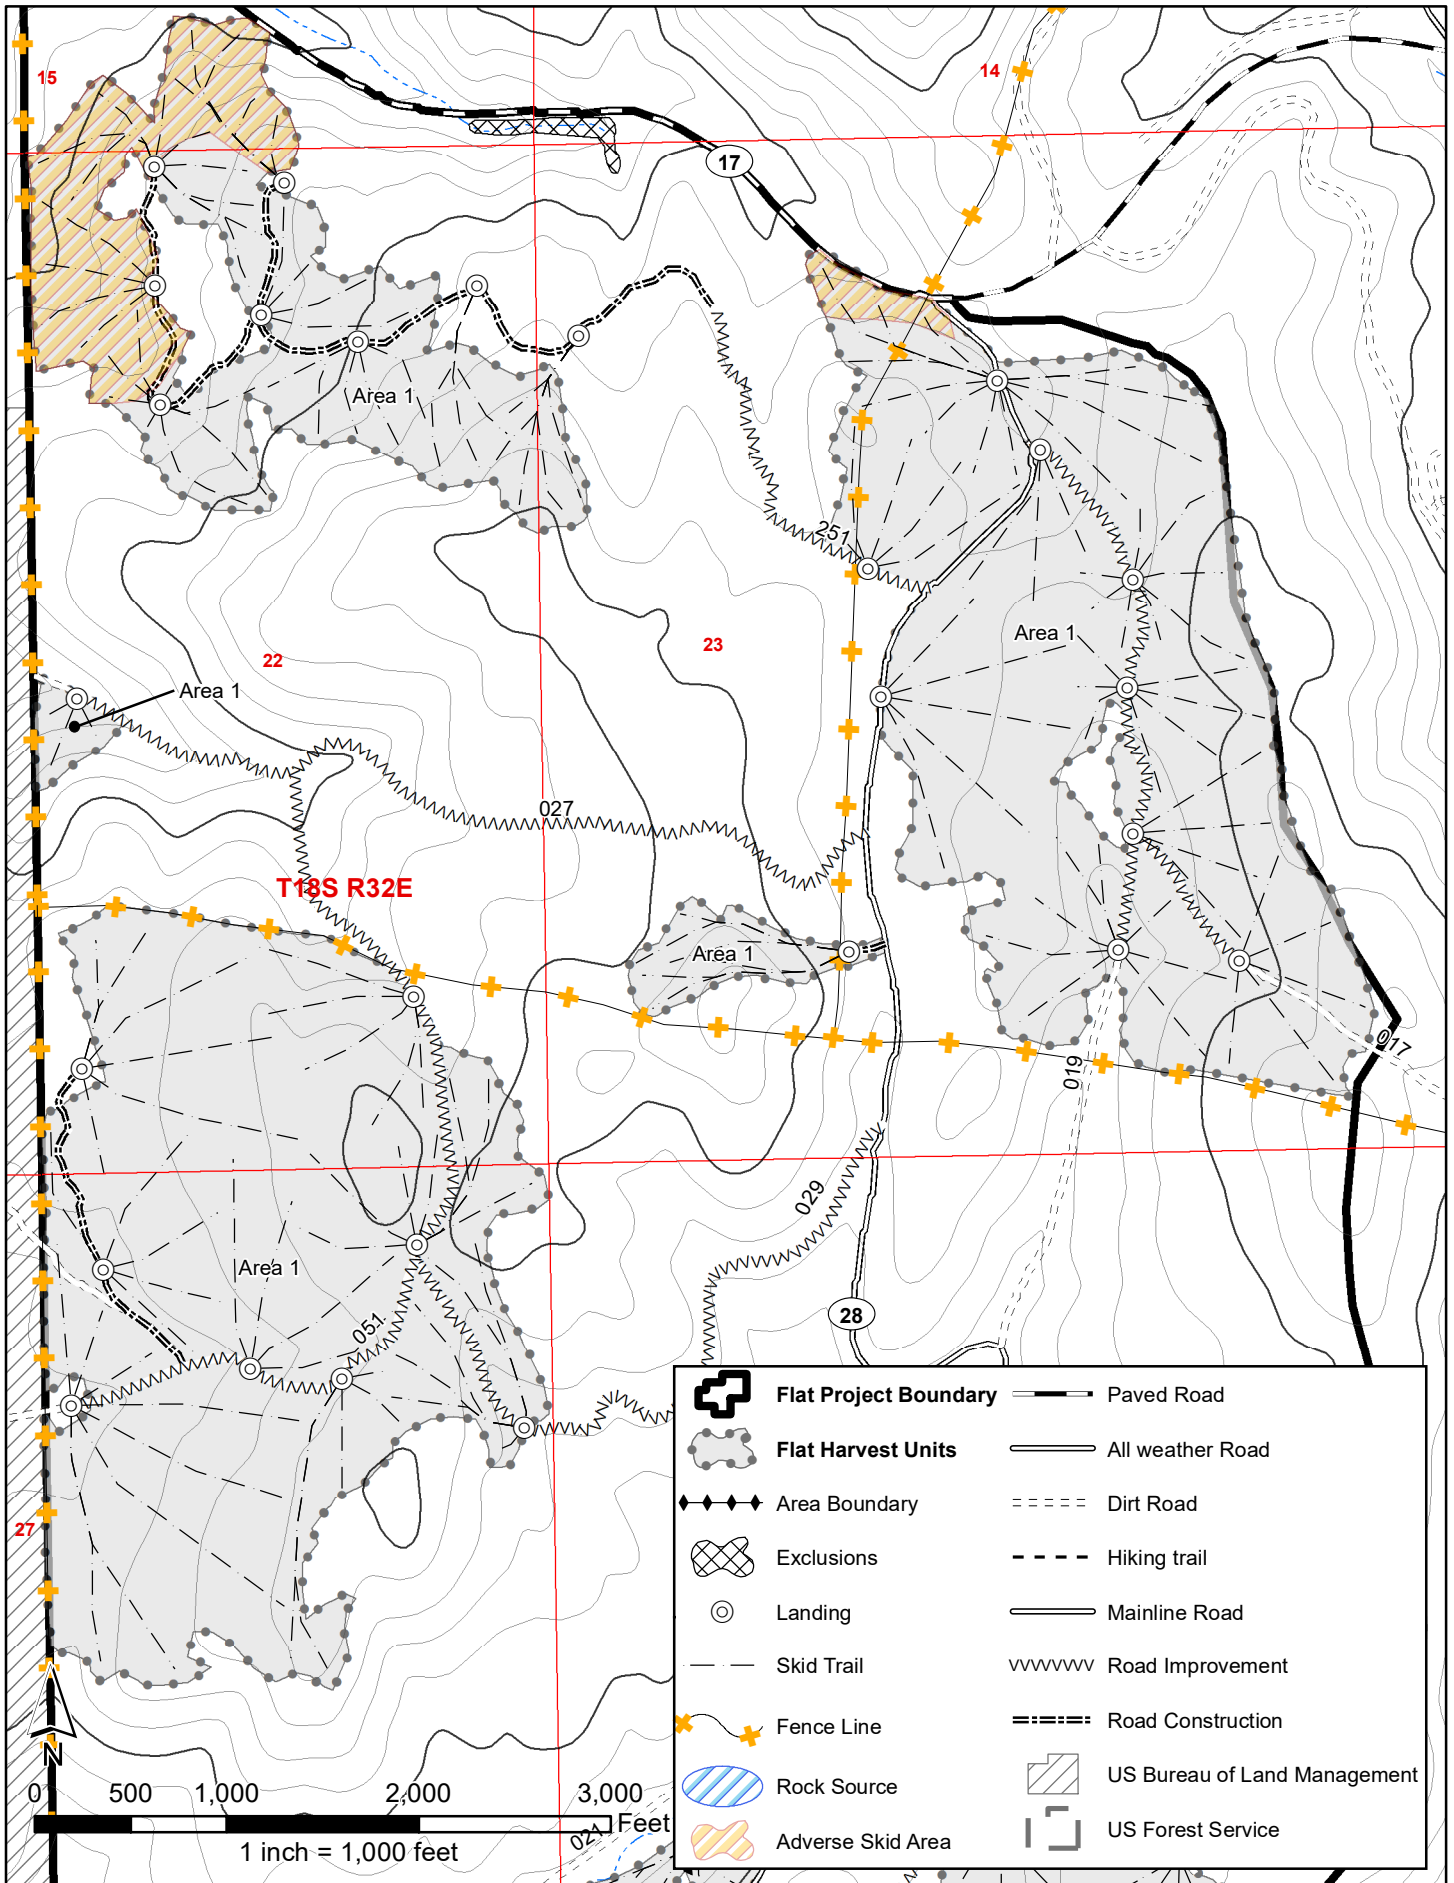 15
14
17
Area 1
251
Area 1
22
23
Area 1
027
T18S R32E
Area 1
017
019
029
Area 1
051
28
27
N
0 500 1,000 2,000 3,000
Feet
1 inch = 1,000 feet
021
Flat Project Boundary
Flat Harvest Units
Area Boundary
Exclusions
Landing
Skid Trail
Fence Line
Rock Source
Adverse Skid Area
Paved Road
All weather Road
Dirt Road
Hiking trail
Mainline Road
Road Improvement
Road Construction
US Bureau of Land Management
US Forest Service